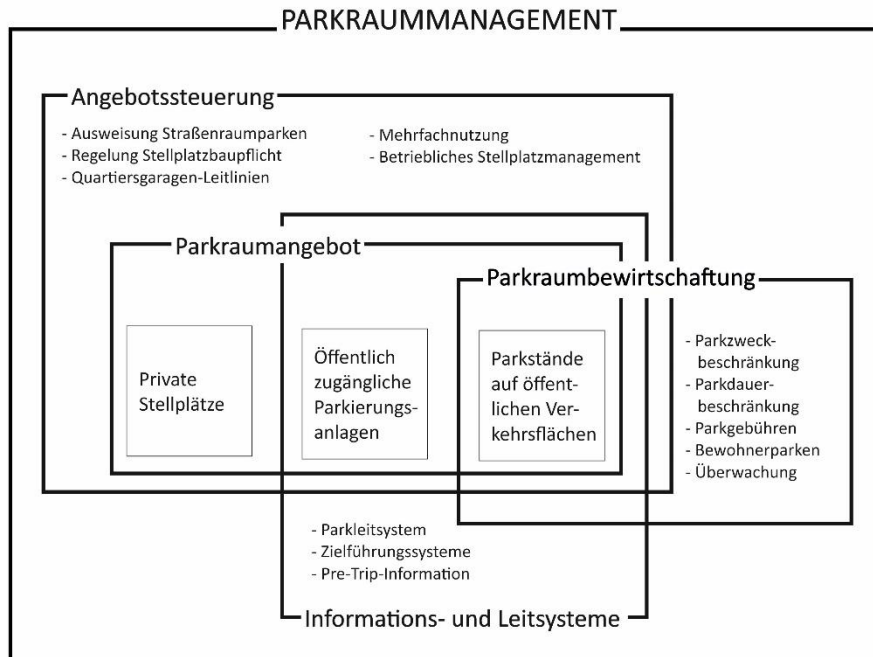 PARKRAUMMANAGEMENT
Angebotssteuerung
- Ausweisung Straßenraumparken
- Regelung Stellplatzbaupflicht
- Quartiersgaragen-Leitlinien
- Mehrfachnutzung
- Betriebliches Stellplatzmanagement
Parkraumangebot
Parkraumbewirtschaftung
Private
Stellplätze
Öffentlich
zugängliche
Parkierungs-
anlagen
Parkstände
auf öffent-
lichen Ver-
kehrsflächen
- Parkzweck-
beschränkung
- Parkdauer-
beschränkung
- Parkgebühren
- Bewohnerparken
- Überwachung
- Parkleitsystem
- Zielführungssysteme
- Pre-Trip-Information
Informations- und Leitsysteme